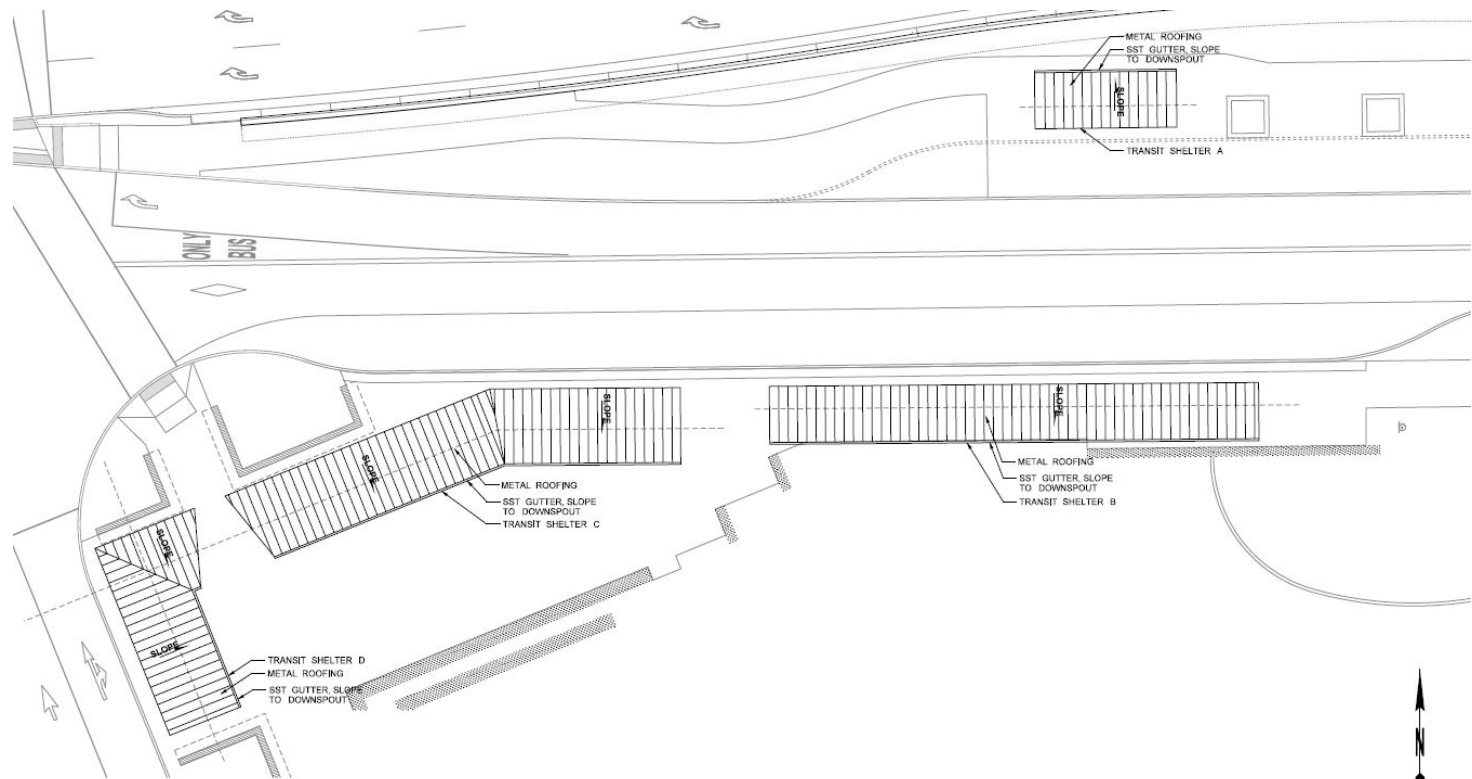 METAL ROOFING
SST GUTTER, SLOPE
TO DOWNSPOUT
SLOPE
TRANSIT SHELTER A
ONLY
BUS
SLOPE
SLOPE
METAL ROOFING
SST GUTTER, SLOPE
TO DOWNSPOUT
TRANSIT SHELTER B
SLOPE
METAL ROOFING
SST GUTTER, SLOPE
TO DOWNSPOUT
TRANSIT SHELTER C
SLOPE
SLOPE
TRANSIT SHELTER D
METAL ROOFING
SST GUTTER, SLOPE
TO DOWNSPOUT
N